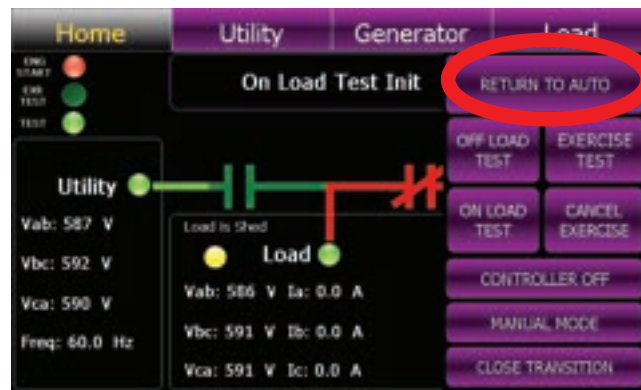 Home Utility Generator Load
ENG START
EXR TEST
TEST
On Load Test Init
RETURN TO AUTO
OFF LOAD TEST
EXERCISE TEST
Utility
Vab: 587 V
Vbc: 592 V
Vca: 590 V
Freq: 60.0 Hz
Load is Shed
Load
Vab: 586 V Ia: 0.0 A
Vbc: 591 V Ib: 0.0 A
Vca: 591 V Ic: 0.0 A
ON LOAD TEST
CANCEL EXERCISE
CONTROLLER OFF
MANUAL MODE
CLOSE TRANSITION